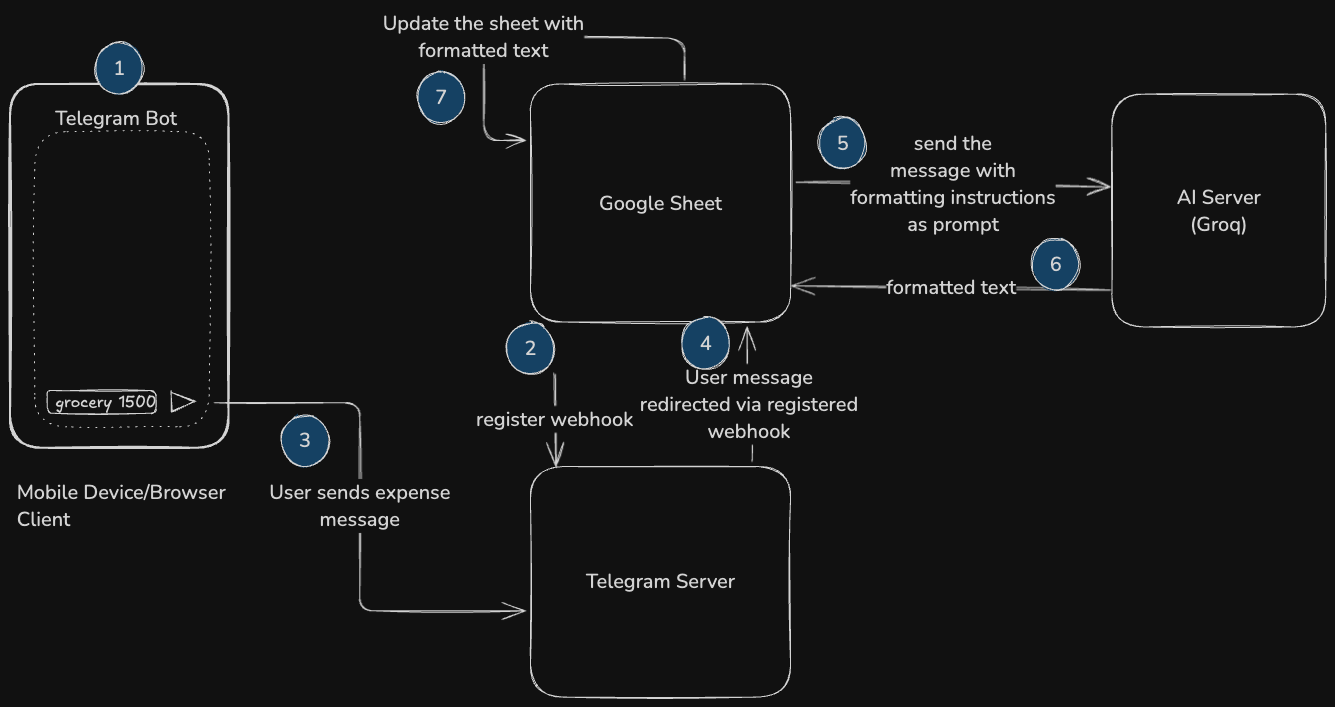 Update the sheet with
formatted text
7
1
Telegram Bot
grocery 1500
Mobile Device/Browser
Client
3
User sends expense
message
Google Sheet
5
send the
message with
formatting instructions
as prompt
AI Server
(Groq)
6
formatted text
2
register webhook
4
User message
redirected via registered
webhook
Telegram Server